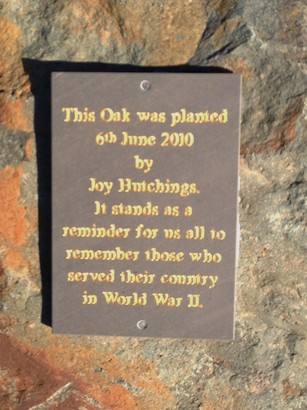 This Oak was planted
6th June 2010
by
Joy Hutchings.
It stands as a
reminder for us all to
remember those who
served their country
in World War II.